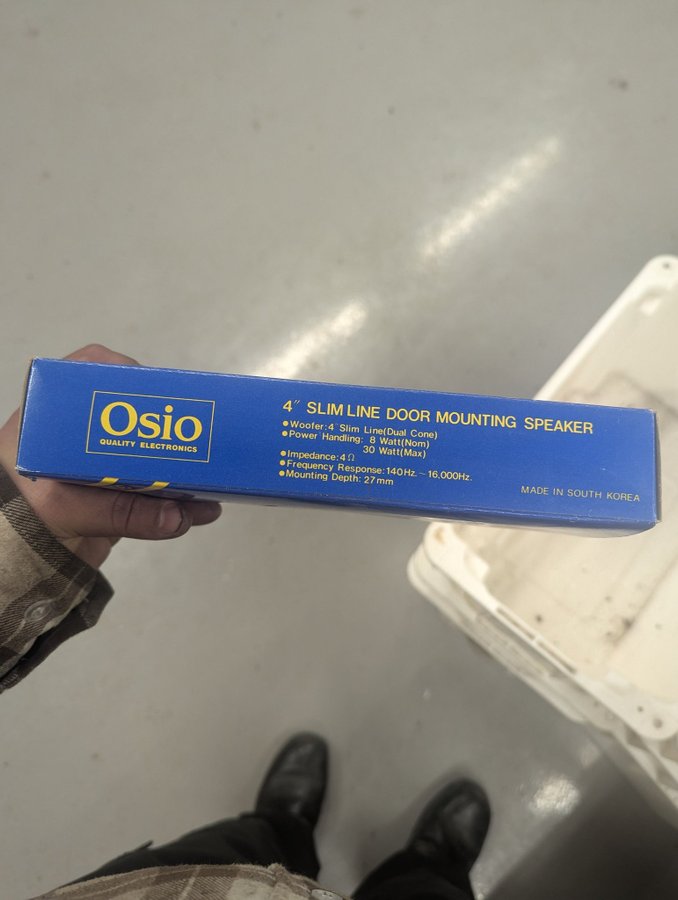 Osio
QUALITY ELECTRONICS
4" SLIM LINE DOOR MOUNTING SPEAKER
●Woofer:4" Slim Line(Dual Cone)
●Power Handling: 8 Watt(Nom)
30 Watt(Max)
●Impedance:4Ω
●Frequency Response:140Hz.~16.000Hz.
●Mounting Depth: 27mm
MADE IN SOUTH KOREA